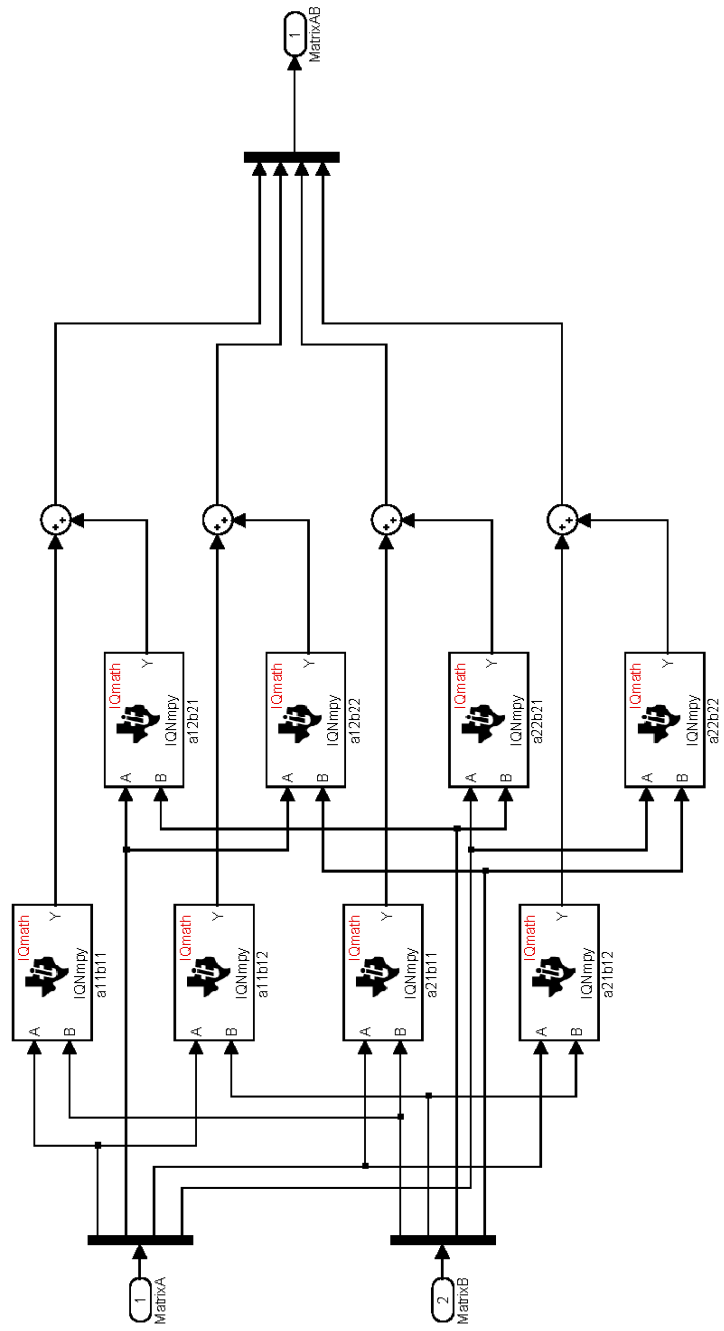 1
MatrixA
2
MatrixB
IQmath
A
Y
B
IQNmpy
a11b11
IQmath
A
Y
B
IQNmpy
a12b21
+
+
IQmath
A
Y
B
IQNmpy
a11b12
IQmath
A
Y
B
IQNmpy
a12b22
+
+
IQmath
A
Y
B
IQNmpy
a21b11
IQmath
A
Y
B
IQNmpy
a22b21
+
+
IQmath
A
Y
B
IQNmpy
a21b12
IQmath
A
Y
B
IQNmpy
a22b22
+
+
1
MatrixAB